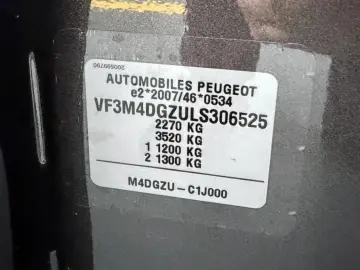 AUTOMOBILES PEUGEOT
e2*2007/46*0534
VF3M4DGZULS306525
2270 KG
3520 KG
1 1200 KG
2 1300 KG
M4DGZU-C1J000